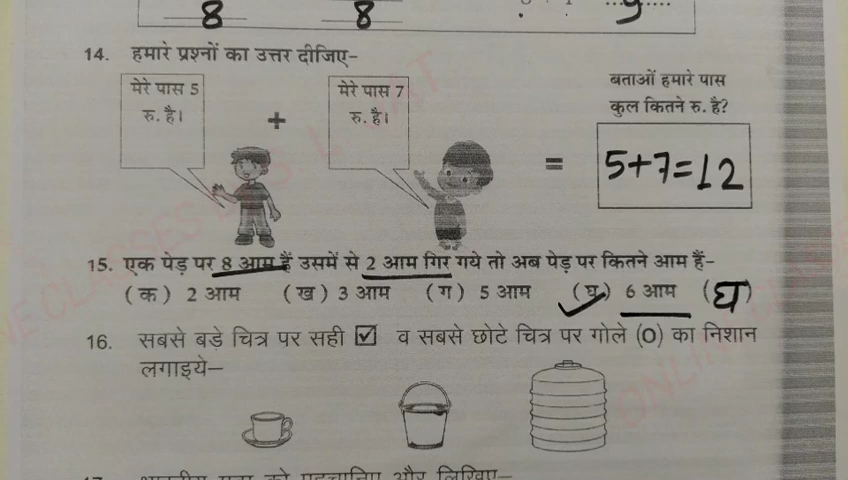 8 8
14. हमारे प्रश्नों का उत्तर दीजिए–
मेरे पास 5
रु. है।
+
मेरे पास 7
रु. है।
=
बताओं हमारे पास
कुल कितने रु. है?
5+7=12
15. एक पेड़ पर 8 आम हैं उसमें से 2 आम गिर गये तो अब पेड़ पर कितने आम हैं–
(क) 2 आम (ख) 3 आम (ग) 5 आम (घ) 6 आम (घ)
16. सबसे बड़े चित्र पर सही ☑ व सबसे छोटे चित्र पर गोले (O) का निशान
लगाइये–